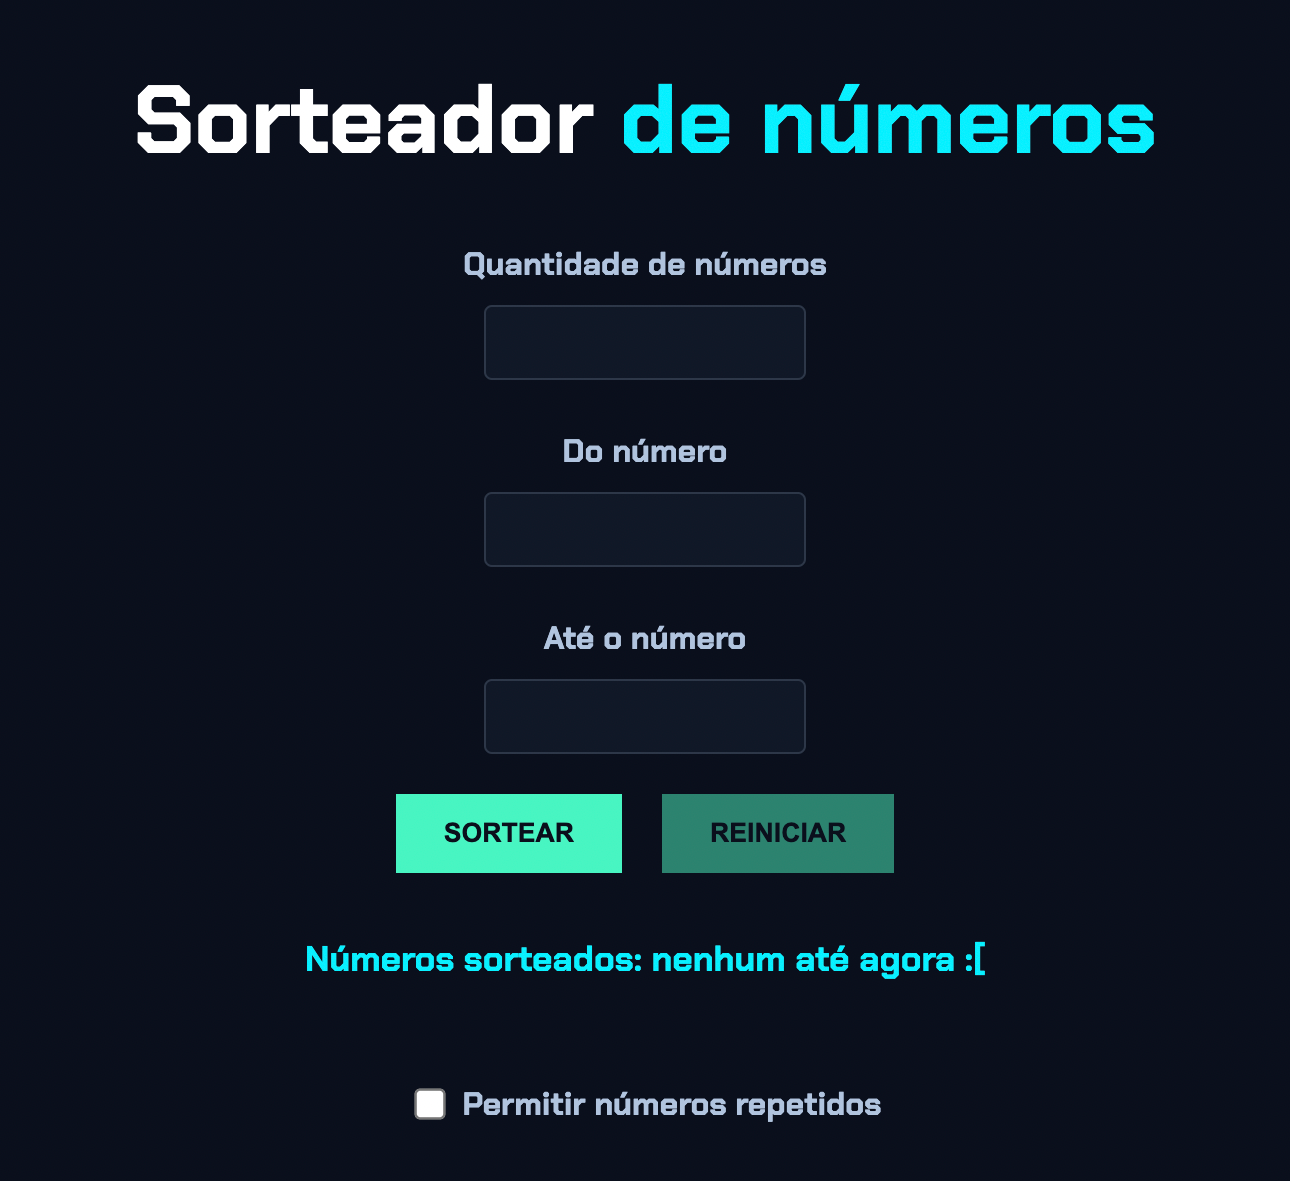 Sorteador de números
Quantidade de números
Do número
Até o número
SORTEAR REINICIAR
Números sorteados: nenhum até agora :[
Permitir números repetidos